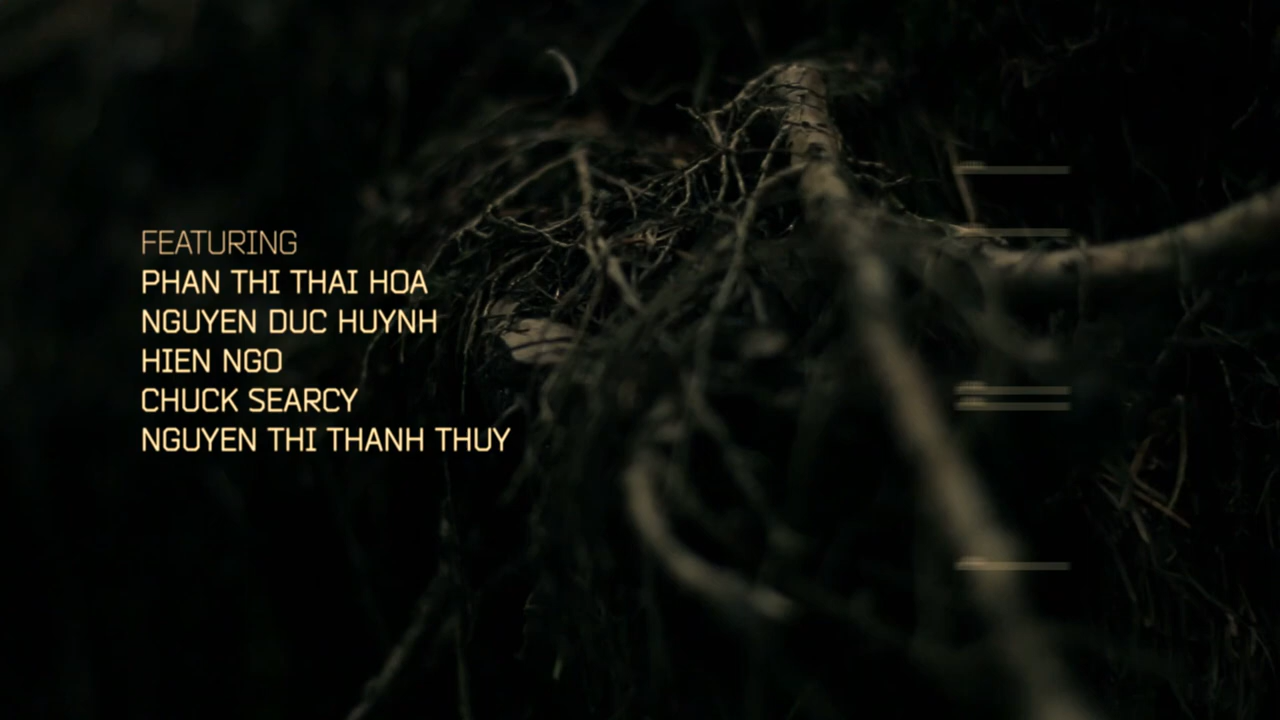 FEATURING
PHAN THI THAI HOA
NGUYEN DUC HUYNH
HIEN NGO
CHUCK SEARCY
NGUYEN THI THANH THUY